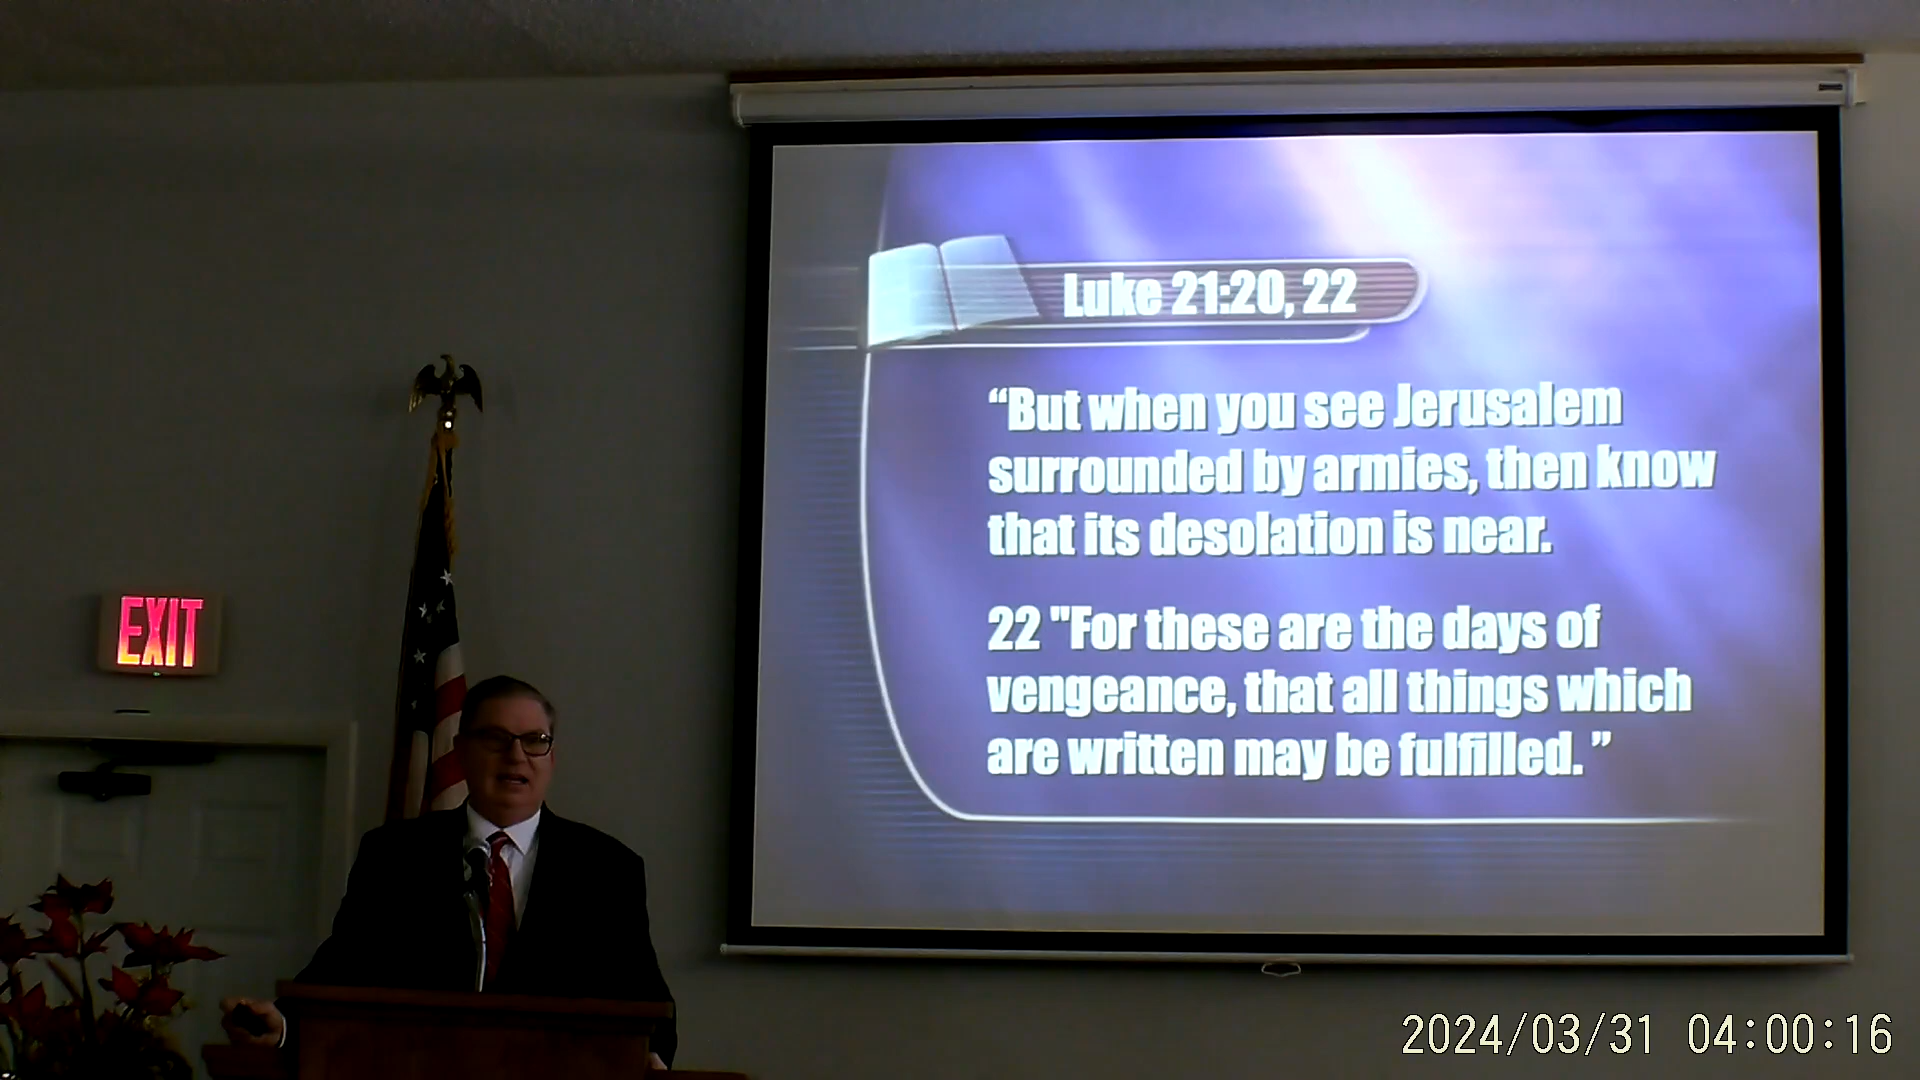 Luke 21:20, 22
“But when you see Jerusalem
surrounded by armies, then know
that its desolation is near.
22 "For these are the days of
vengeance, that all things which
are written may be fulfilled. ”
EXIT
2024/03/31 04:00:16